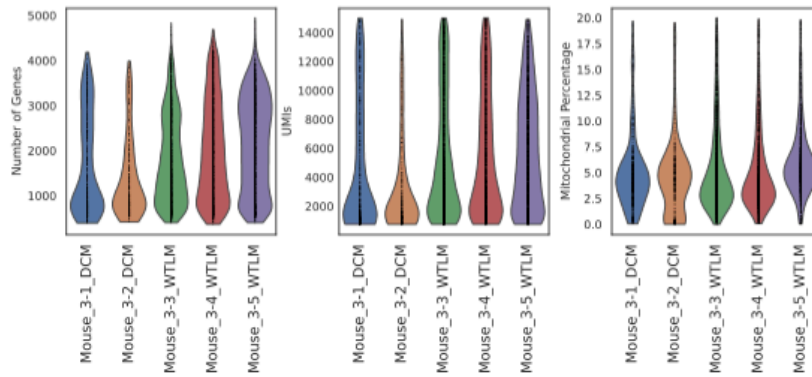 Number of Genes
5000
4000
3000
2000
1000
Mouse_3-1_DCM
Mouse_3-2_DCM
Mouse_3-3_WTLM
Mouse_3-4_WTLM
Mouse_3-5_WTLM
UMIs
14000
12000
10000
8000
6000
4000
2000
Mouse_3-1_DCM
Mouse_3-2_DCM
Mouse_3-3_WTLM
Mouse_3-4_WTLM
Mouse_3-5_WTLM
Mitochondrial Percentage
20.0
17.5
15.0
12.5
10.0
7.5
5.0
2.5
0.0
Mouse_3-1_DCM
Mouse_3-2_DCM
Mouse_3-3_WTLM
Mouse_3-4_WTLM
Mouse_3-5_WTLM